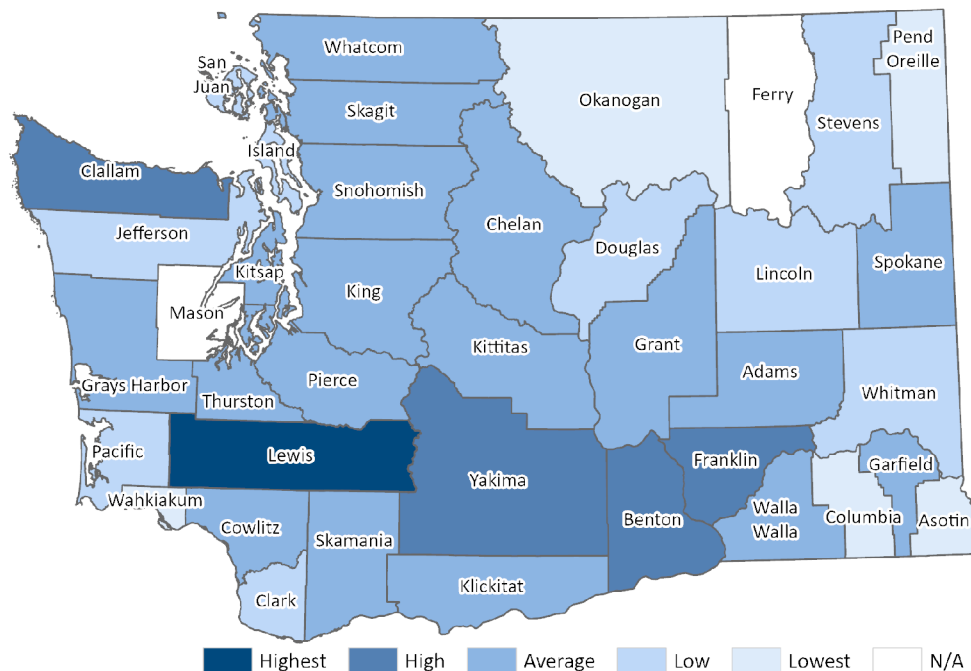 Whatcom
San
Juan
Skagit
Okanogan
Ferry
Pend
Oreille
Stevens
Island
Clallam
Snohomish
Chelan
Jefferson
Douglas
Kitsap
King
Lincoln
Spokane
Mason
Kittitas
Grant
Grays Harbor
Thurston
Pierce
Adams
Whitman
Pacific
Lewis
Yakima
Franklin
Garfield
Wahkiakum
Cowlitz
Skamania
Benton
Walla
Walla
Columbia
Asotin
Clark
Klickitat
Highest
High
Average
Low
Lowest
N/A